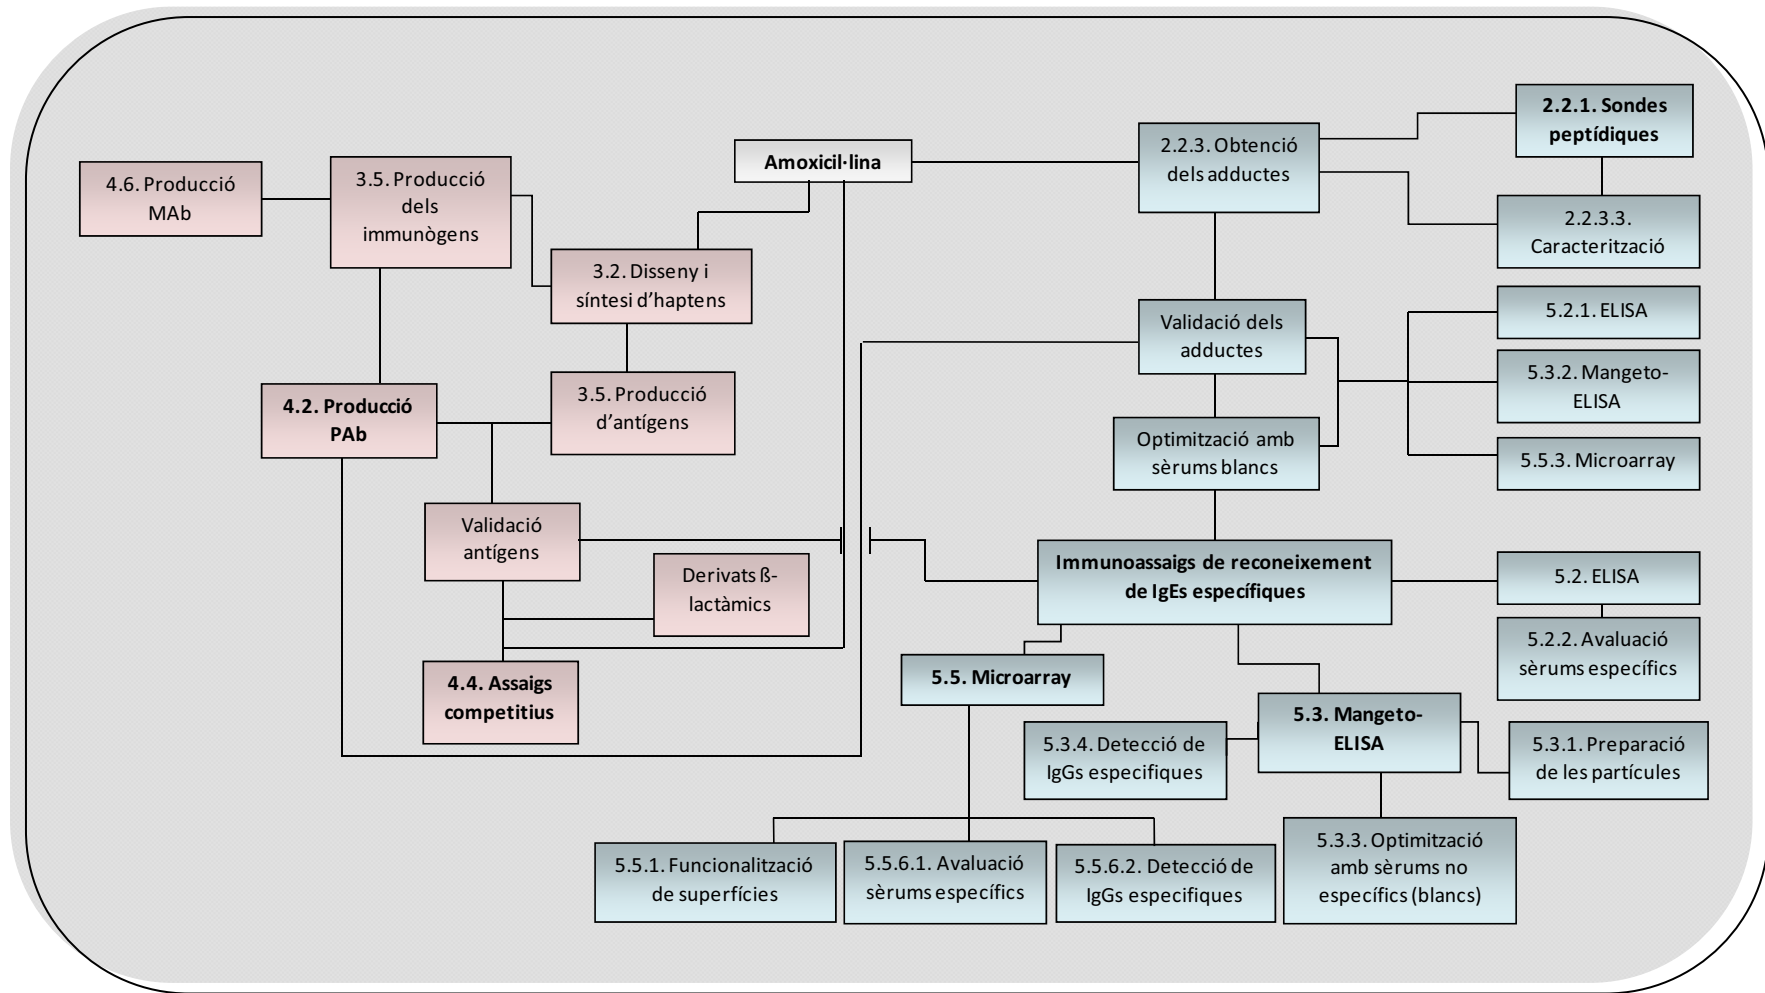 Amoxicil·lina
4.6. Producció
MAb
3.5. Producció
dels
immunògens
3.2. Disseny i
síntesi d'haptens
4.2. Producció
PAb
3.5. Producció
d'antígens
Validació
antígens
Derivats ß-
lactàmics
4.4. Assaigs
competitius
2.2.3. Obtenció
dels adductes
2.2.1. Sondes
peptídiques
2.2.3.3.
Caracterització
Validació dels
adductes
Optimització amb
sèrums blancs
5.2.1. ELISA
5.3.2. Mangeto-
ELISA
5.5.3. Microarray
Immunoassaigs de reconeixement
de IgEs específiques
5.2. ELISA
5.2.2. Avaluació
sèrums específics
5.5. Microarray
5.3. Mangeto-
ELISA
5.3.4. Detecció de
IgGs especifiques
5.3.1. Preparació
de les partícules
5.5.1. Funcionalització
de superfícies
5.5.6.1. Avaluació
sèrums específics
5.5.6.2. Detecció de
IgGs especifiques
5.3.3. Optimització
amb sèrums no
específics (blancs)